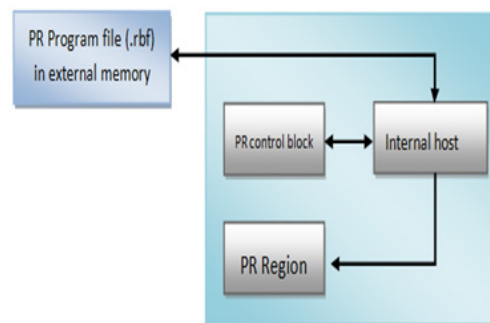 PR Program file (.rbf)
in external memory
PR control block
Internal host
PR Region